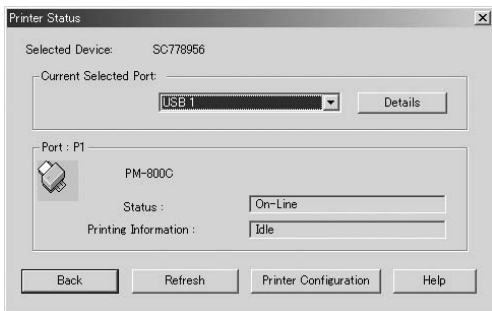 Printer Status
Selected Device: SC778956
Current Selected Port:
USB 1 Details
Port : P1
PM-800C
Status : On-Line
Printing Information : Idle
Back Refresh Printer Configuration Help